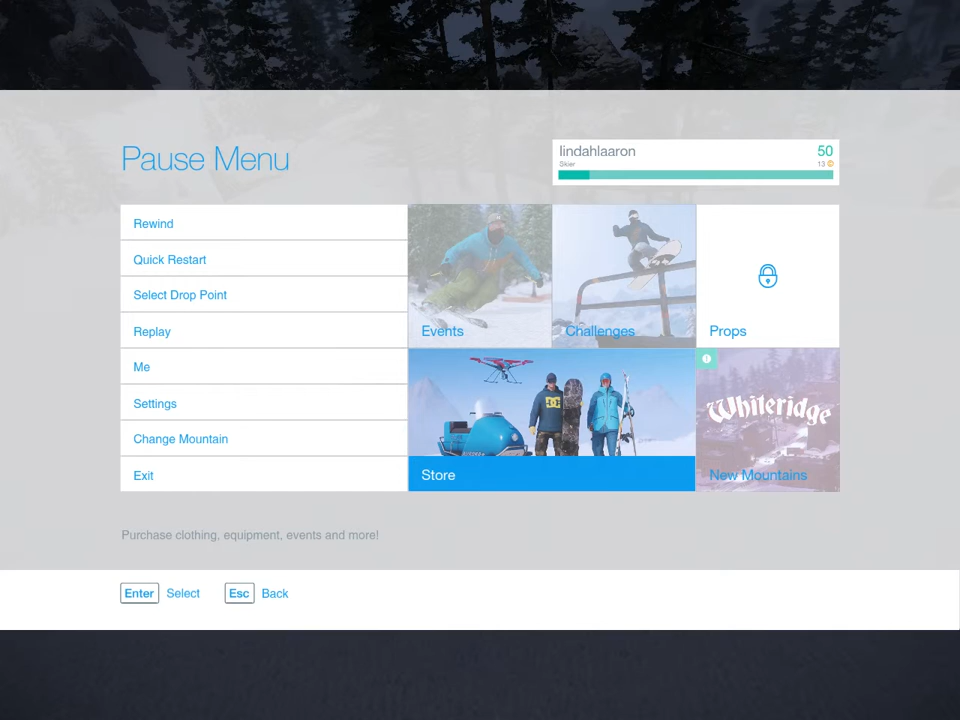 Pause Menu
lindahlaaron 50
Skier 13
Rewind
Quick Restart
Select Drop Point
Replay
Me
Settings
Change Mountain
Exit
Events
Challenges
Props
DC
Store
Whiteridge
New Mountains
Purchase clothing, equipment, events and more!
Enter Select Esc Back